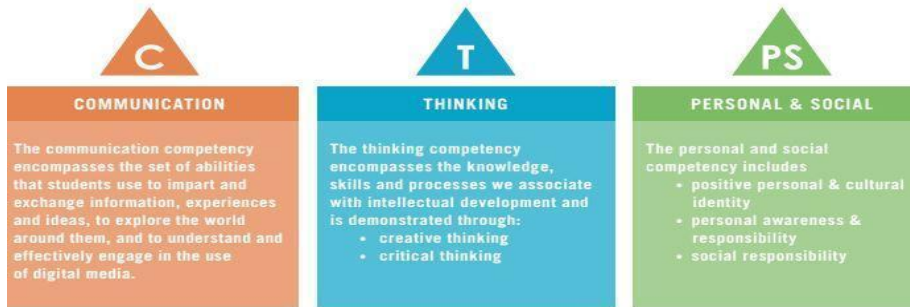 C
COMMUNICATION
The communication competency
encompasses the set of abilities
that students use to impart and
exchange information, experiences
and ideas, to explore the world
around them, and to understand and
effectively engage in the use
of digital media.
T
THINKING
The thinking competency
encompasses the knowledge,
skills and processes we associate
with intellectual development and
is demonstrated through:
• creative thinking
• critical thinking
PS
PERSONAL & SOCIAL
The personal and social
competency includes
• positive personal & cultural
identity
• personal awareness &
responsibility
• social responsibility